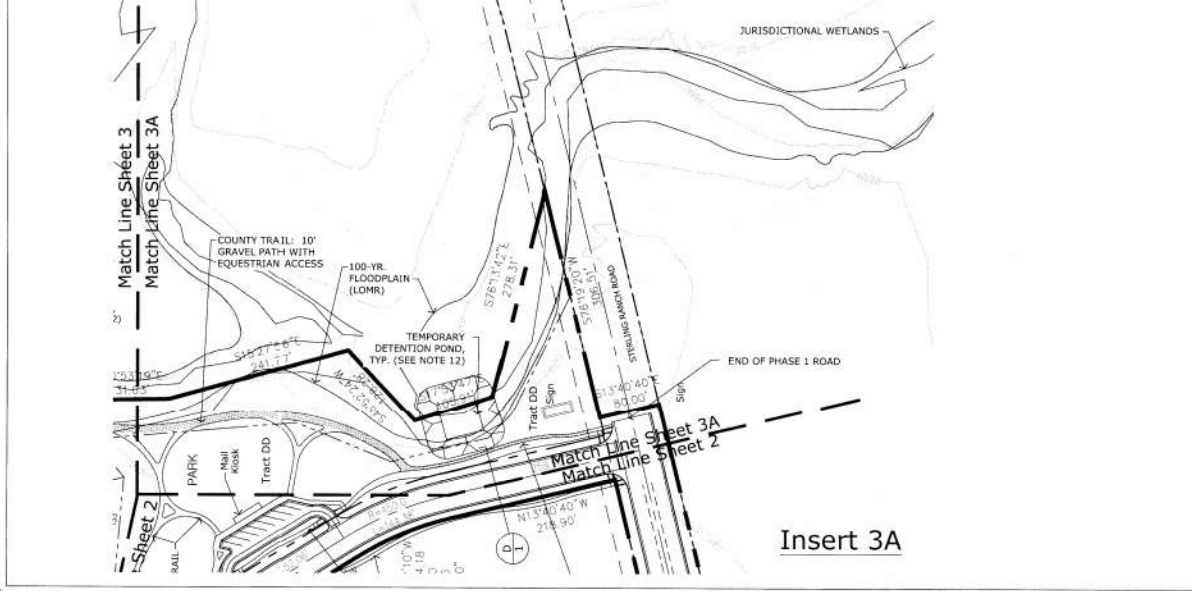 JURISDICTIONAL WETLANDS
Match Line Sheet 3
Match Line Sheet 3A
COUNTY TRAIL: 10'
GRAVEL PATH WITH
EQUESTRIAN ACCESS
100-YR.
FLOODPLAIN
(LOMR)
S76°13'42"E
278.31'
S76°19'20"W
306.51'
STERLING RANCH ROAD
TEMPORARY
DETENTION POND,
TYP. (SEE NOTE 12)
END OF PHASE 1 ROAD
241.77'
Tract DD
Sign
S13°40'40"E
80.00'
Sign
Match Line Sheet 3A
Match Line Sheet 2
PARK
Mail
Kiosk
Tract DD
N13°40'40"W
218.90'
D
1
Sheet 2
RAIL
Insert 3A